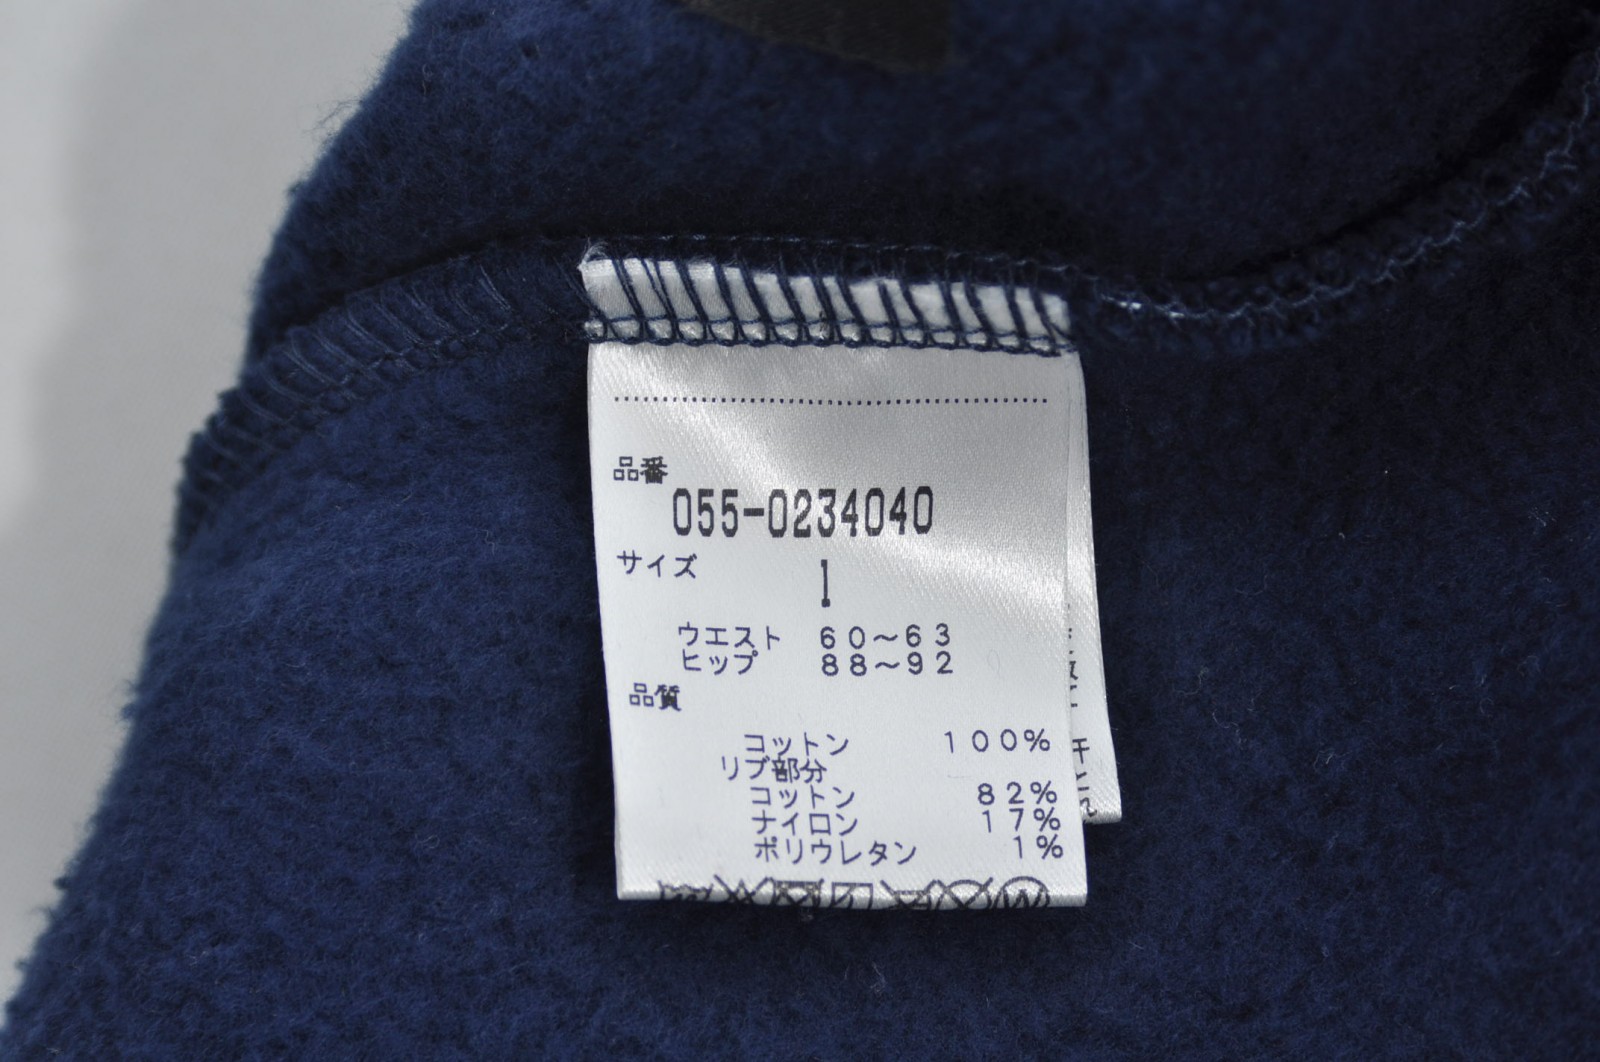 品番
055-0234040
サイズ 1
ウエスト 60〜63
ヒップ 88〜92
品質
コットン 100%
リブ部分
コットン 82%
ナイロン 17%
ポリウレタン 1%